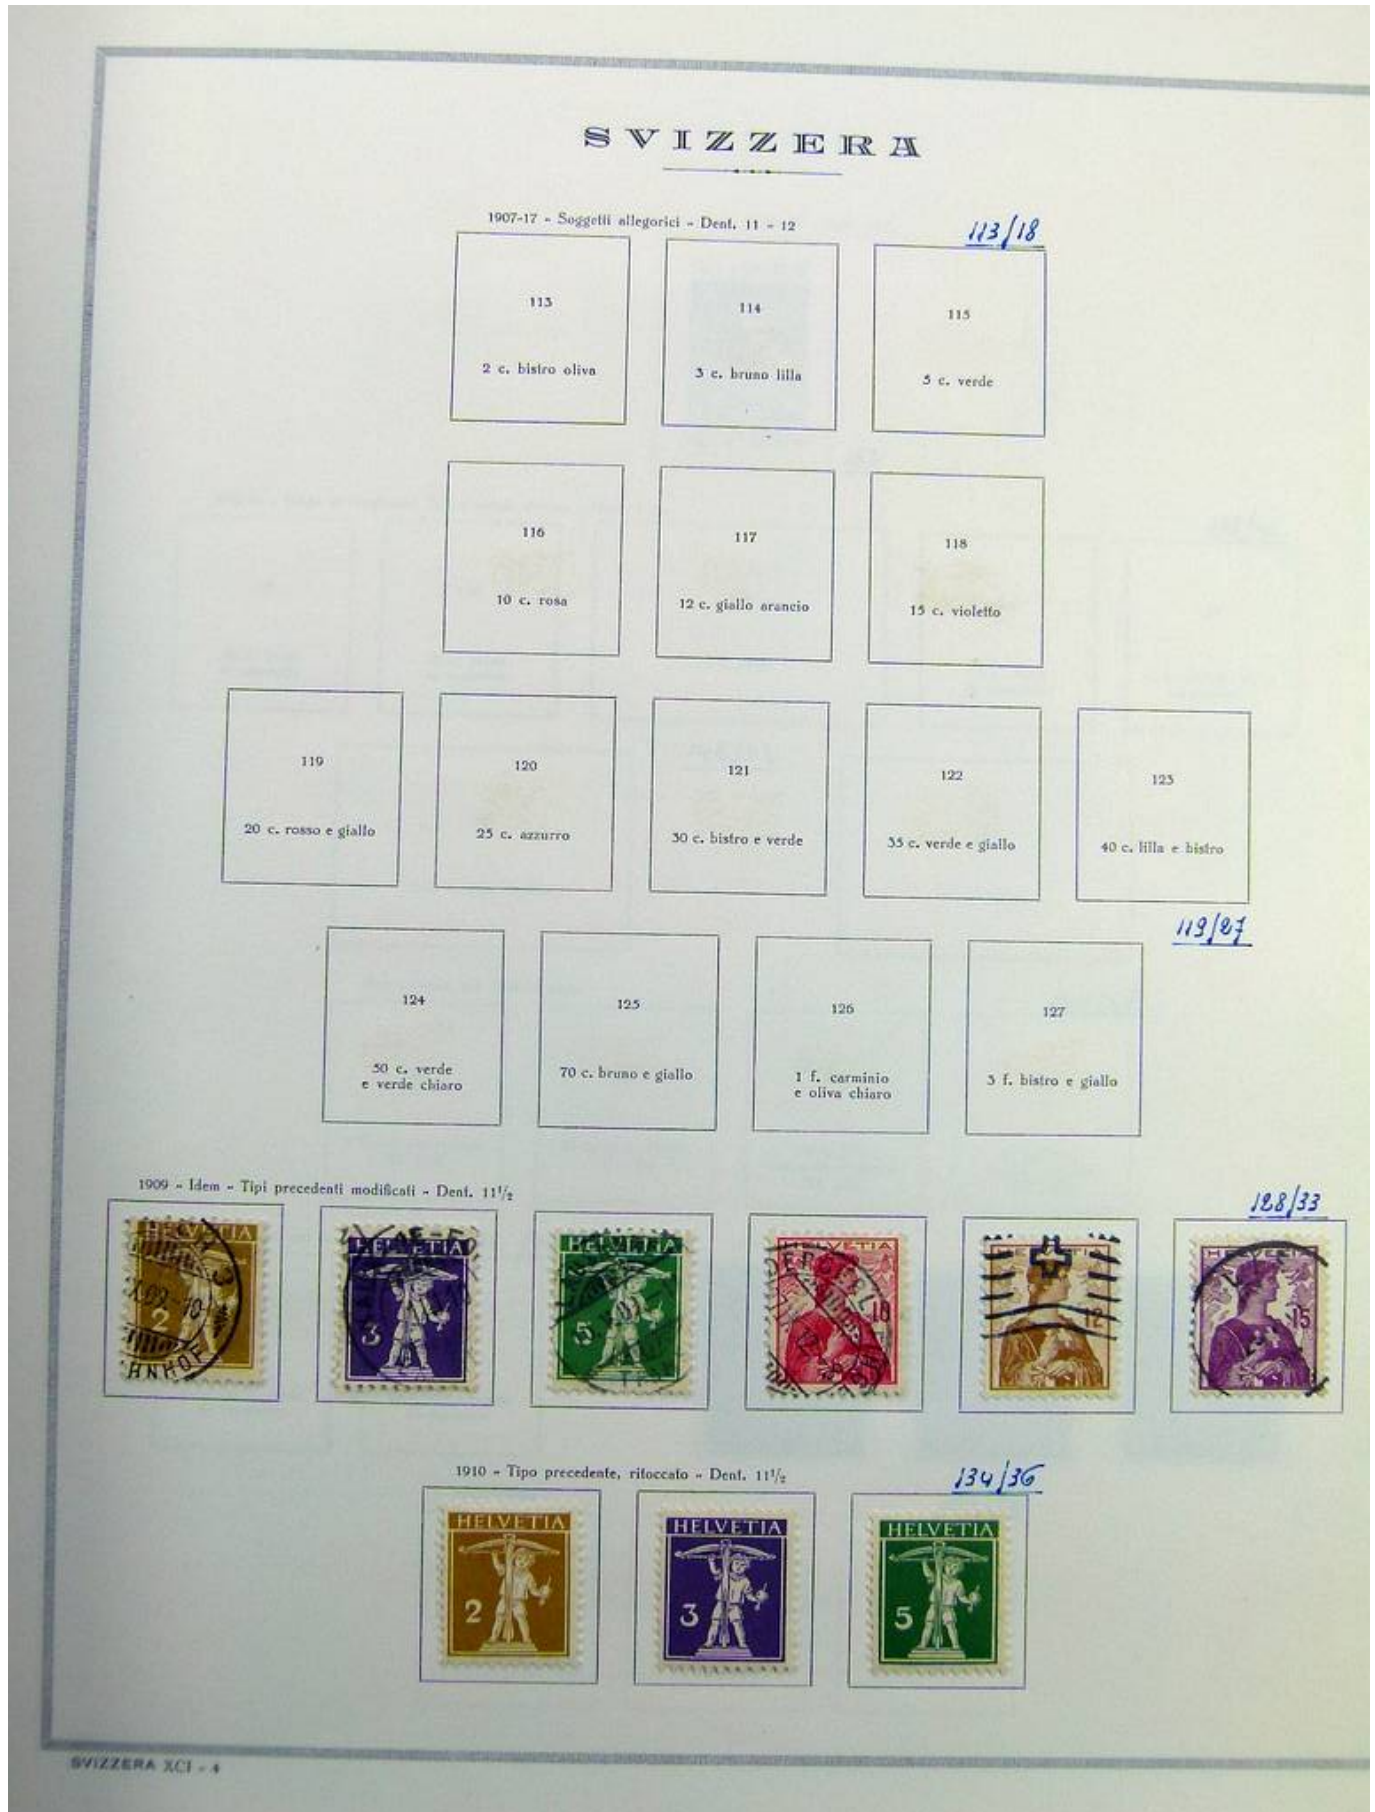 SVIZZERA
1907-17 - Soggetti allegorici - Dent. 11 - 12
113/18
113
114
115
2 c. bistro oliva
3 c. bruno lilla
5 c. verde
116
117
118
10 c. rosa
12 c. giallo arancio
15 c. violetto
119
120
121
122
123
20 c. rosso e giallo
25 c. azzurro
30 c. bistro e verde
35 c. verde e giallo
40 c. lilla e bistro
119/27
124
125
126
127
50 c. verde
e verde chiaro
70 c. bruno e giallo
1 f. carminio
e oliva chiaro
3 f. bistro e giallo
1909 - Idem - Tipi precedenti modificati - Dent. 11½
128/33
HELVETIA
2
HELVETIA
3
HELVETIA
5
HELVETIA
10
HELVETIA
12
HELVETIA
15
1910 - Tipo precedente, ritoccato - Dent. 11½
134/36
HELVETIA
2
HELVETIA
3
HELVETIA
5
SVIZZERA XCI - 4